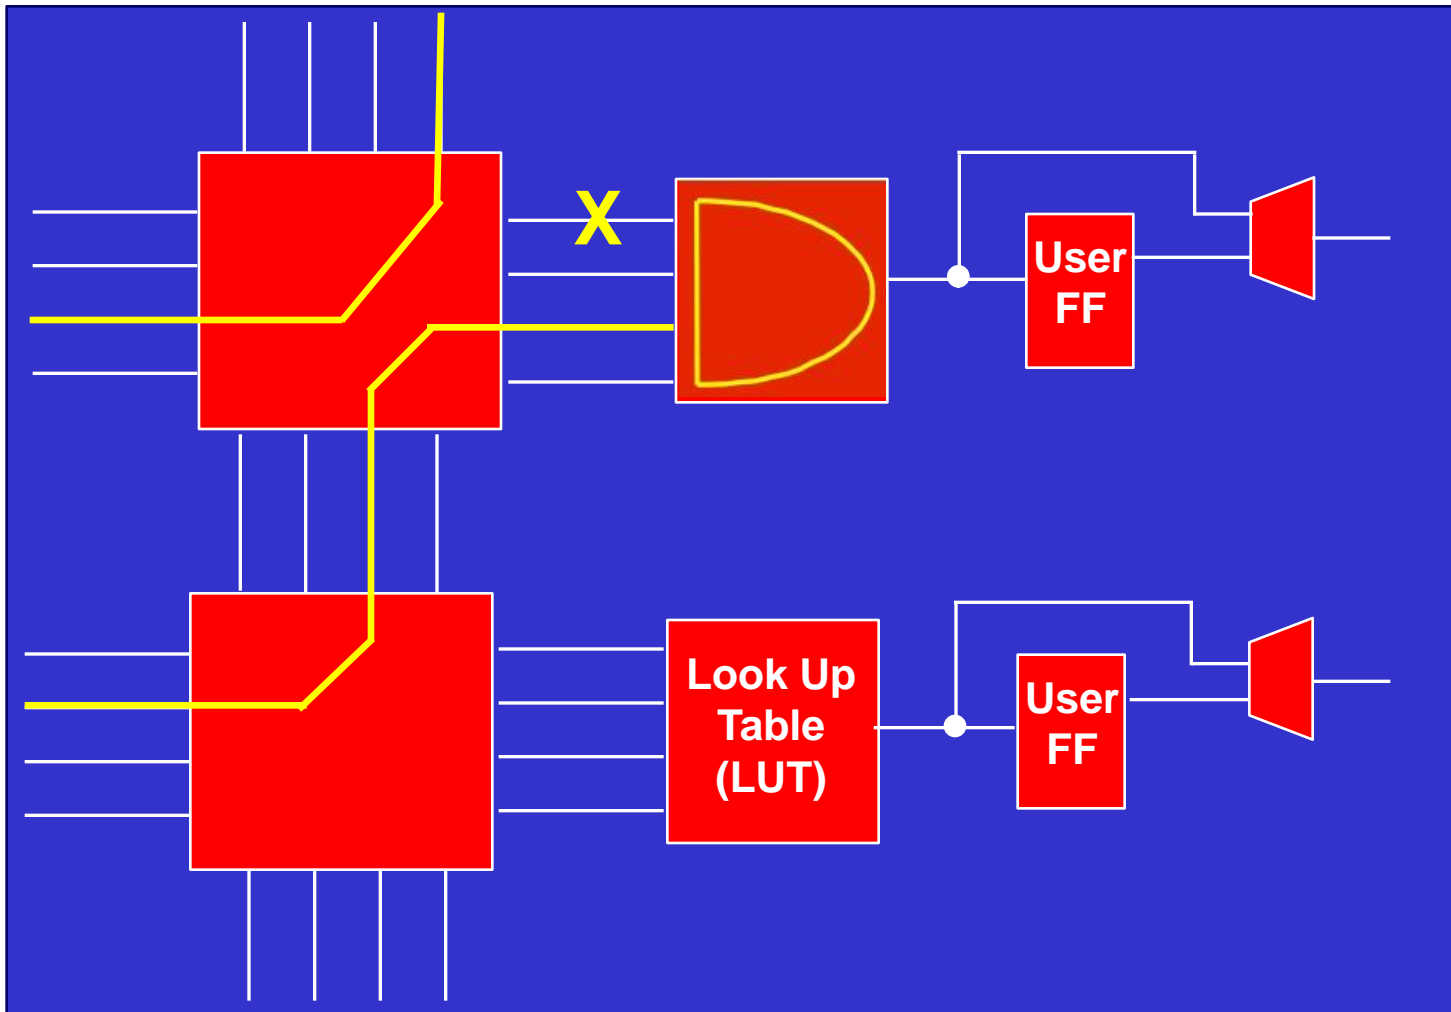 X
User
FF
Look Up
Table
(LUT)
User
FF